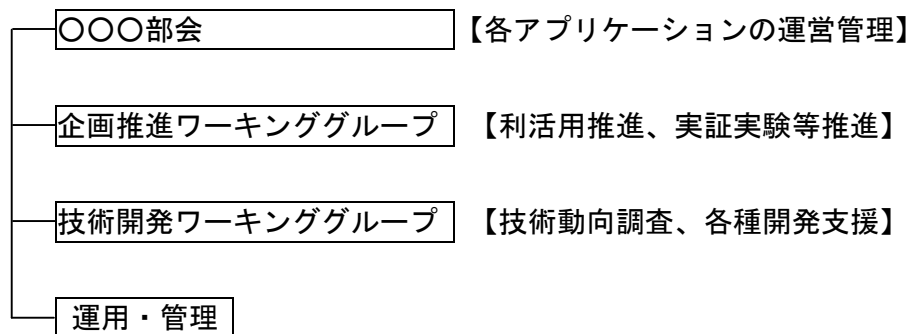 〇〇〇部会 【各アプリケーションの運営管理】
企画推進ワーキンググループ 【利活用推進、実証実験等推進】
技術開発ワーキンググループ 【技術動向調査、各種開発支援】
運用・管理